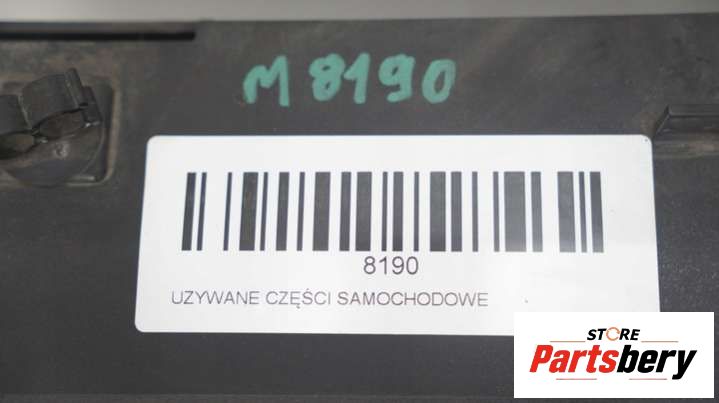 M 8190
8190
UZYWANE CZĘŚCI SAMOCHODOWE
STORE
Partsbery